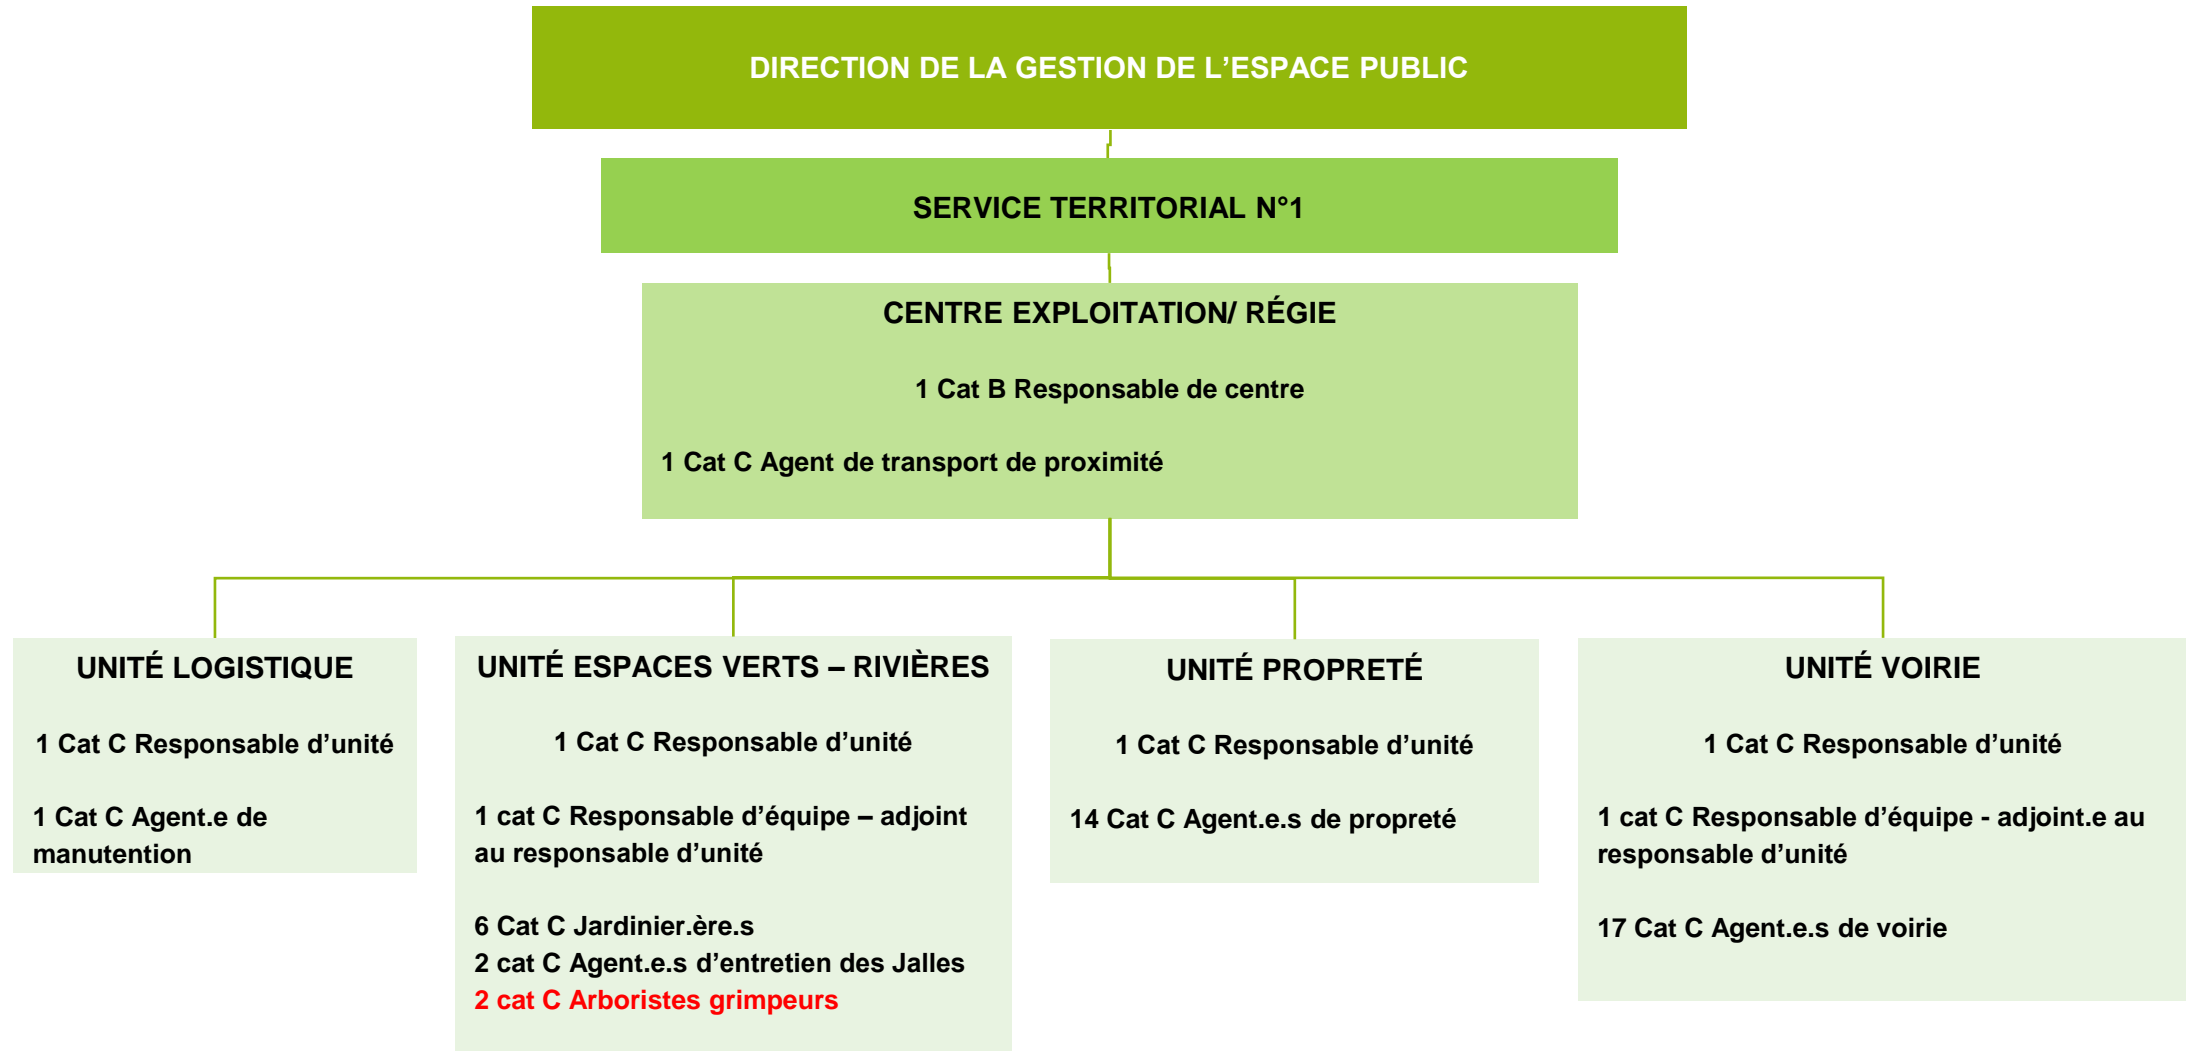 DIRECTION DE LA GESTION DE L’ESPACE PUBLIC
SERVICE TERRITORIAL N°1
CENTRE EXPLOITATION/ RÉGIE
1 Cat B Responsable de centre
1 Cat C Agent de transport de proximité
UNITÉ LOGISTIQUE
1 Cat C Responsable d’unité
1 Cat C Agent.e de
manutention
UNITÉ ESPACES VERTS – RIVIÈRES
1 Cat C Responsable d’unité
1 cat C Responsable d’équipe – adjoint
au responsable d’unité
6 Cat C Jardinier.ère.s
2 cat C Agent.e.s d’entretien des Jalles
2 cat C Arboristes grimpeurs
UNITÉ PROPRETÉ
1 Cat C Responsable d’unité
14 Cat C Agent.e.s de propreté
UNITÉ VOIRIE
1 Cat C Responsable d’unité
1 cat C Responsable d’équipe - adjoint.e au
responsable d’unité
17 Cat C Agent.e.s de voirie